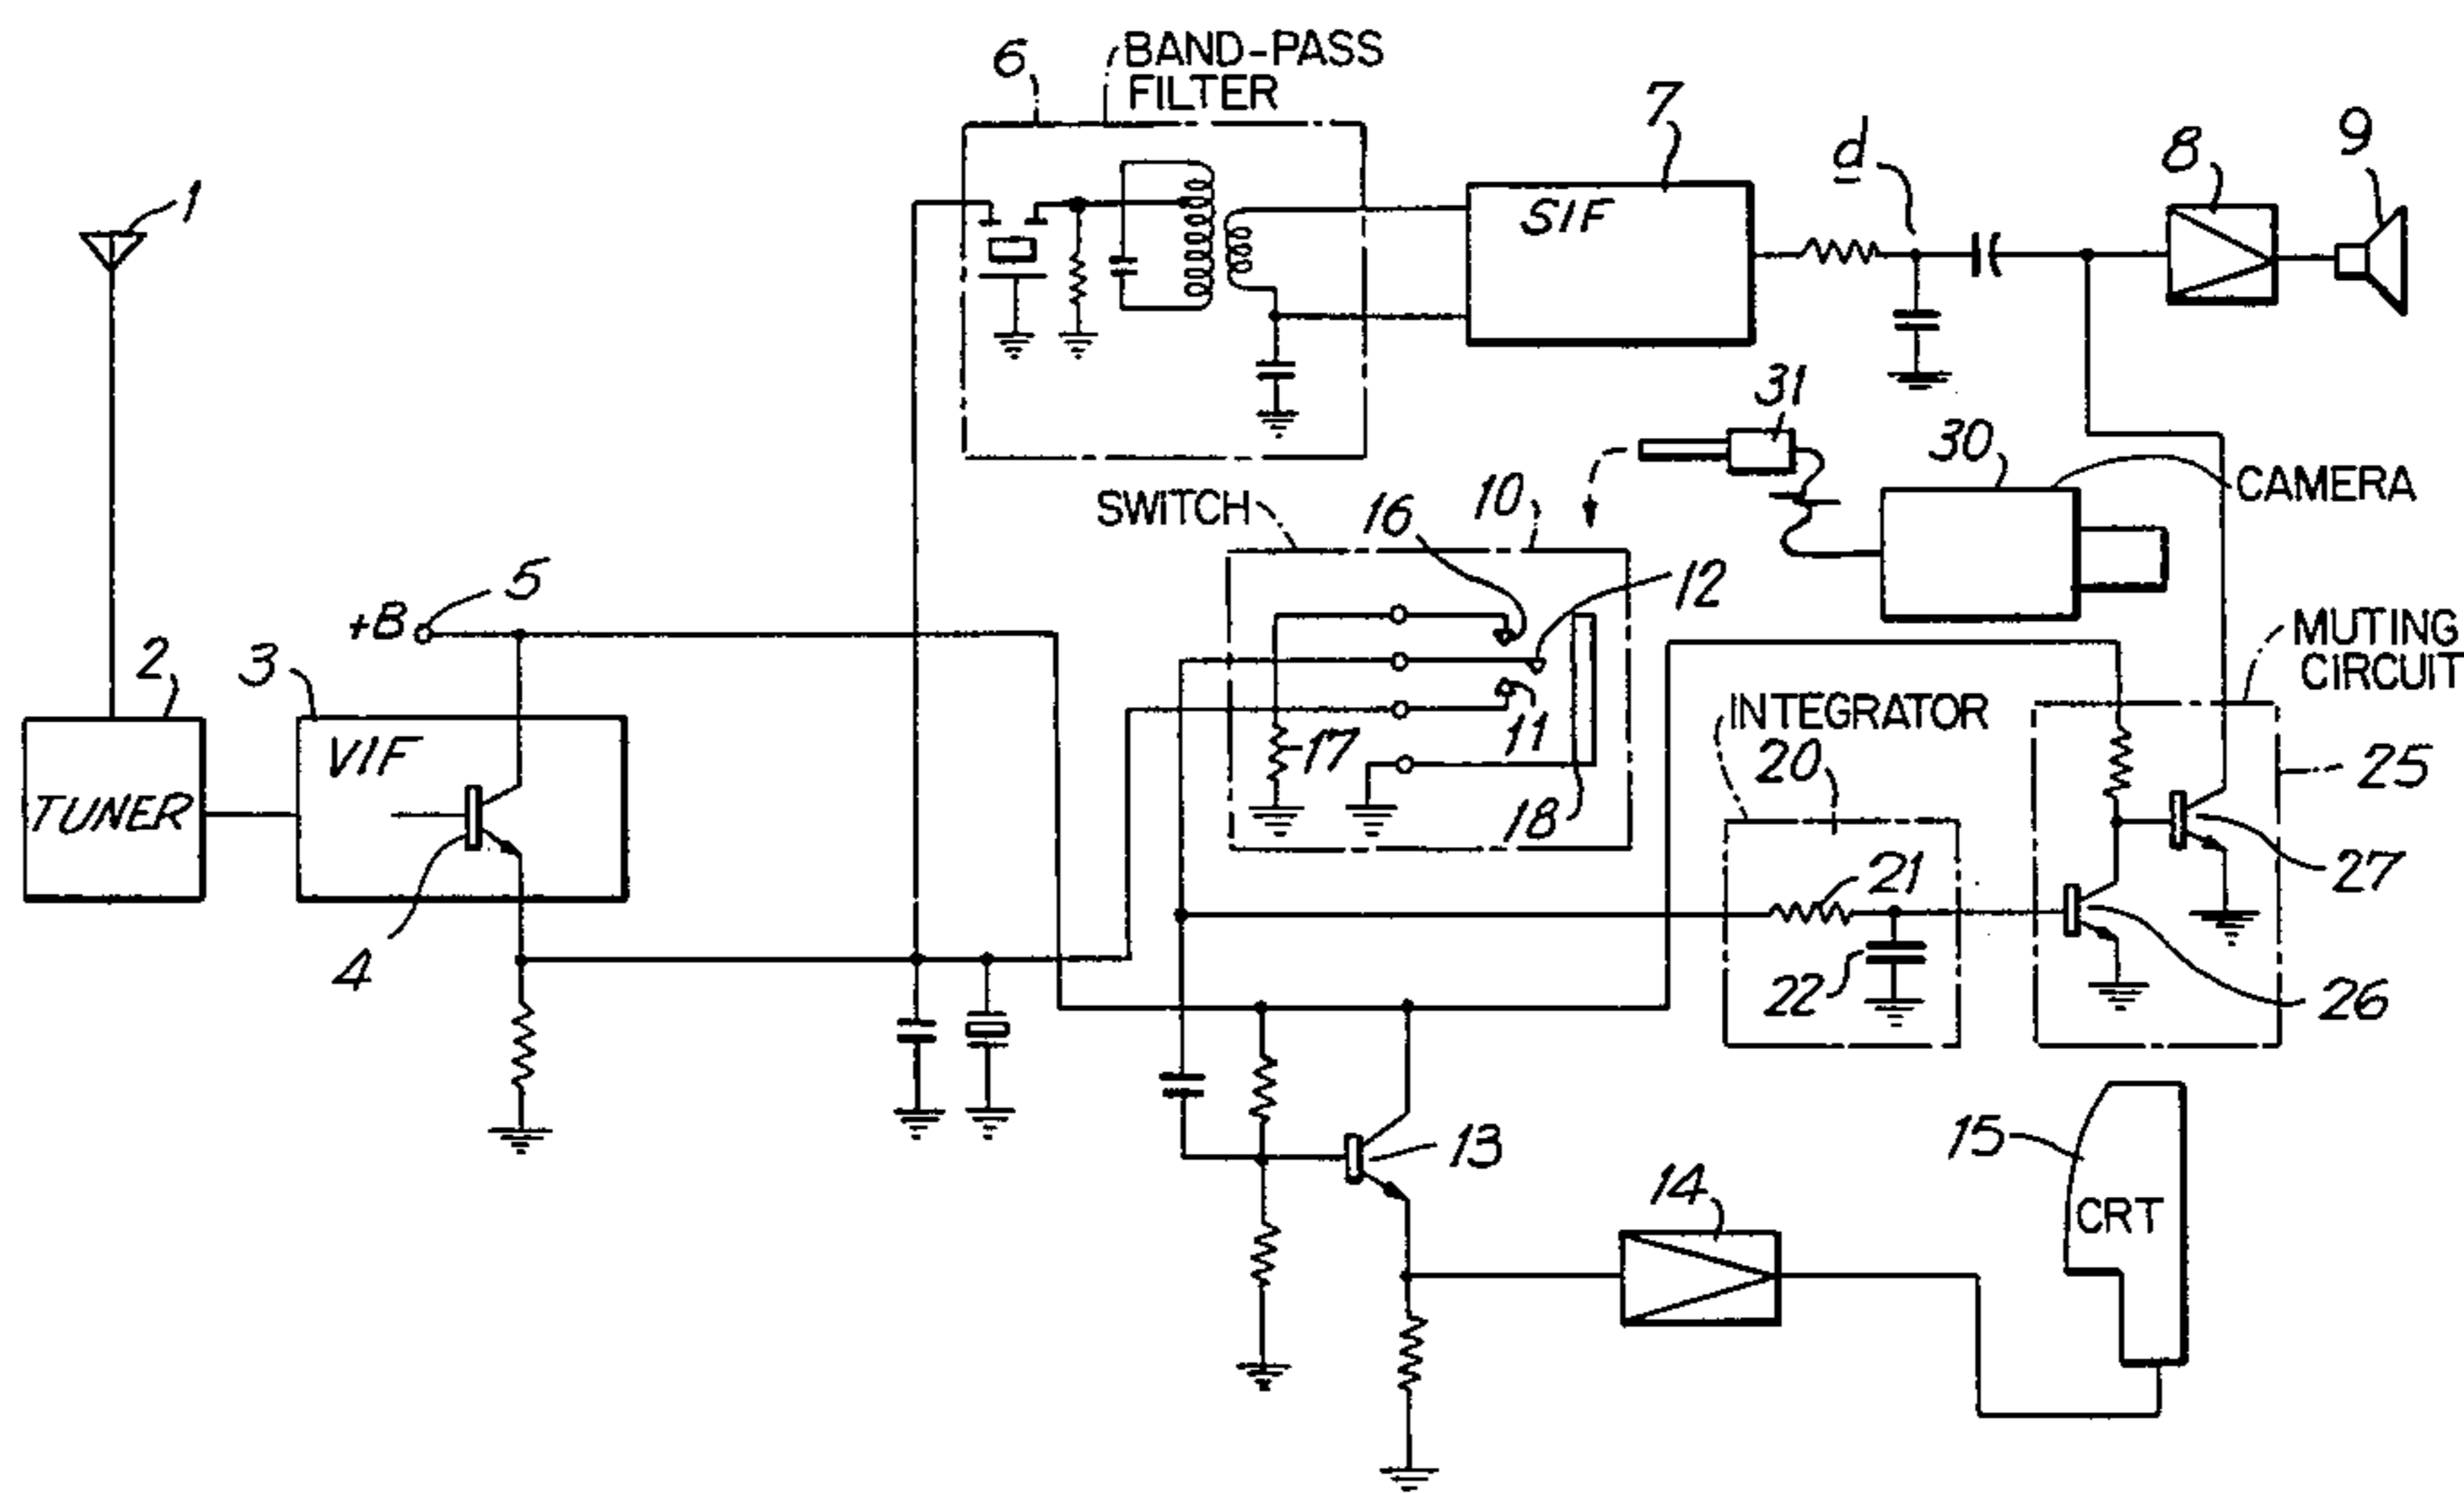 6
BAND-PASS
FILTER
7
d
8
9
1
SIF
31
30
CAMERA
SWITCH
10
16
12
5
+B
MUTING
CIRCUIT
2
3
VIF
INTEGRATOR
11
17
20
25
TUNER
18
21
27
4
22
26
13
15
14
CRT